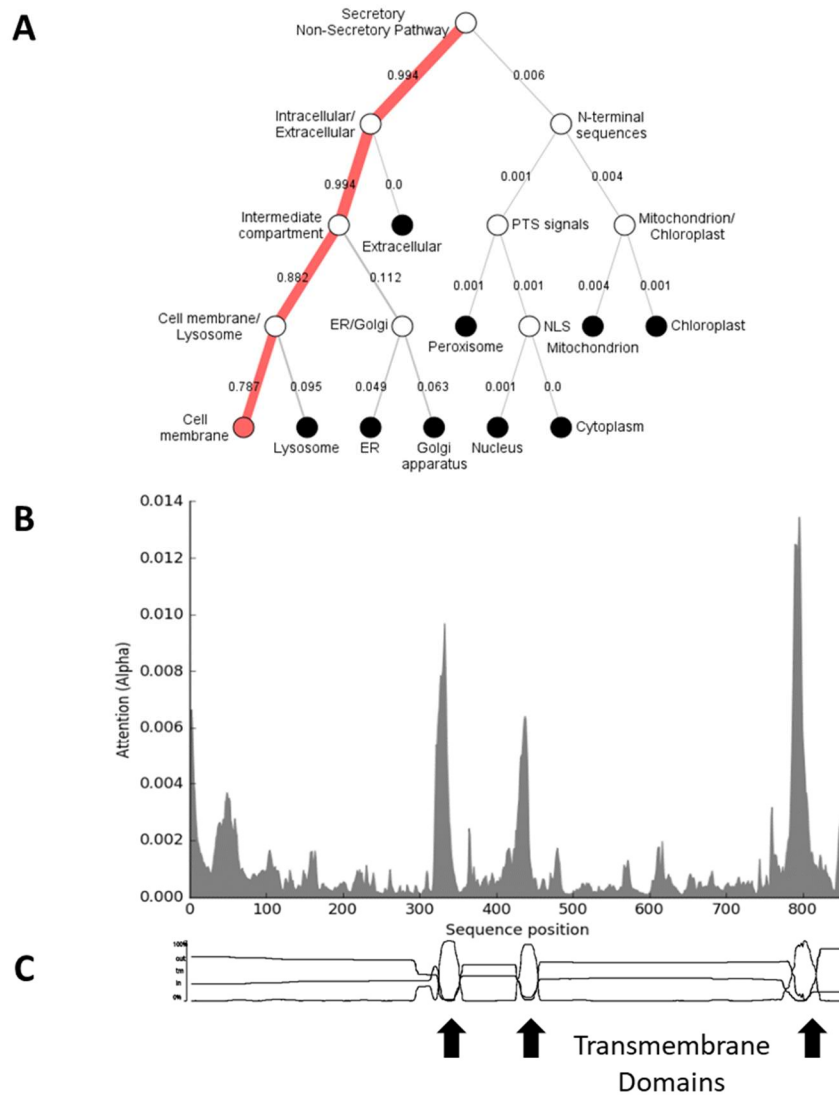 A
Secretory
Non-Secretory Pathway
0.994
0.006
Intracellular/
Extracellular
N-terminal
sequences
0.994
0.0
0.001
0.004
Intermediate
compartment
Extracellular
PTS signals
Mitochondrion/
Chloroplast
0.882
0.112
0.001
0.001
0.004
0.001
Cell membrane/
Lysosome
ER/Golgi
Peroxisome
NLS
Mitochondrion
Chloroplast
0.787
0.095
0.049
0.063
0.001
0.0
Cell
membrane
Lysosome
ER
Golgi
apparatus
Nucleus
Cytoplasm
B
0.014
0.012
0.010
0.008
0.006
0.004
0.002
0.000
Attention (Alpha)
0 100 200 300 400 500 600 700 800
Sequence position
C
100%
out
tm
in
0%
Transmembrane
Domains